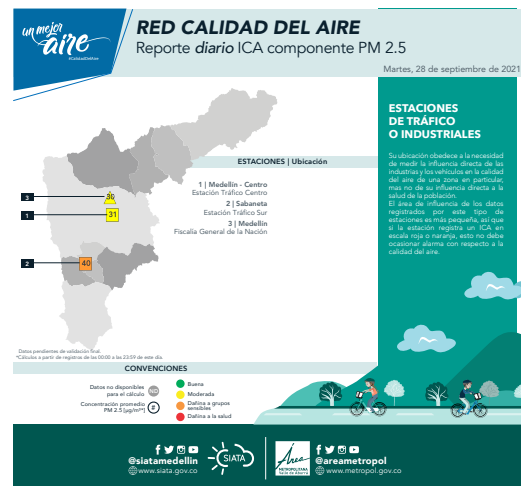 un mejor
aire
#CalidadDelAire
RED CALIDAD DEL AIRE
Reporte diario ICA componente PM 2.5
Martes, 28 de septiembre de 2021
ESTACIONES
DE TRÁFICO
O INDUSTRIALES
Su ubicación obedece a la necesidad
de medir la influencia directa de las
industrias y los vehículos en la calidad
del aire de una zona en particular,
mas no de su influencia directa a la
salud de la población.
El área de influencia de los datos
registrados por este tipo de
estaciones es más pequeña, así que
si la estación registra un ICA en
escala roja o naranja, esto no debe
ocasionar alarma con respecto a la
calidad del aire.
ESTACIONES | Ubicación
1 | Medellín - Centro
Estación Tráfico Centro
2 | Sabaneta
Estación Tráfico Sur
3 | Medellín
Fiscalía General de la Nación
3
30
1
31
2
40
Datos pendientes de validación final.
*Cálculos a partir de registros de las 00:00 a las 23:59 de este día.
CONVENCIONES
Datos no disponibles
para el cálculo
Concentración promedio
PM 2.5 [µg/m³*]
#
Buena
Moderada
Dañina a grupos
sensibles
Dañina a la salud
@siatamedellin
www.siata.gov.co
SIATA
Área
METROPOLITANA
Valle de Aburrá
@areametropol
www.metropol.gov.co